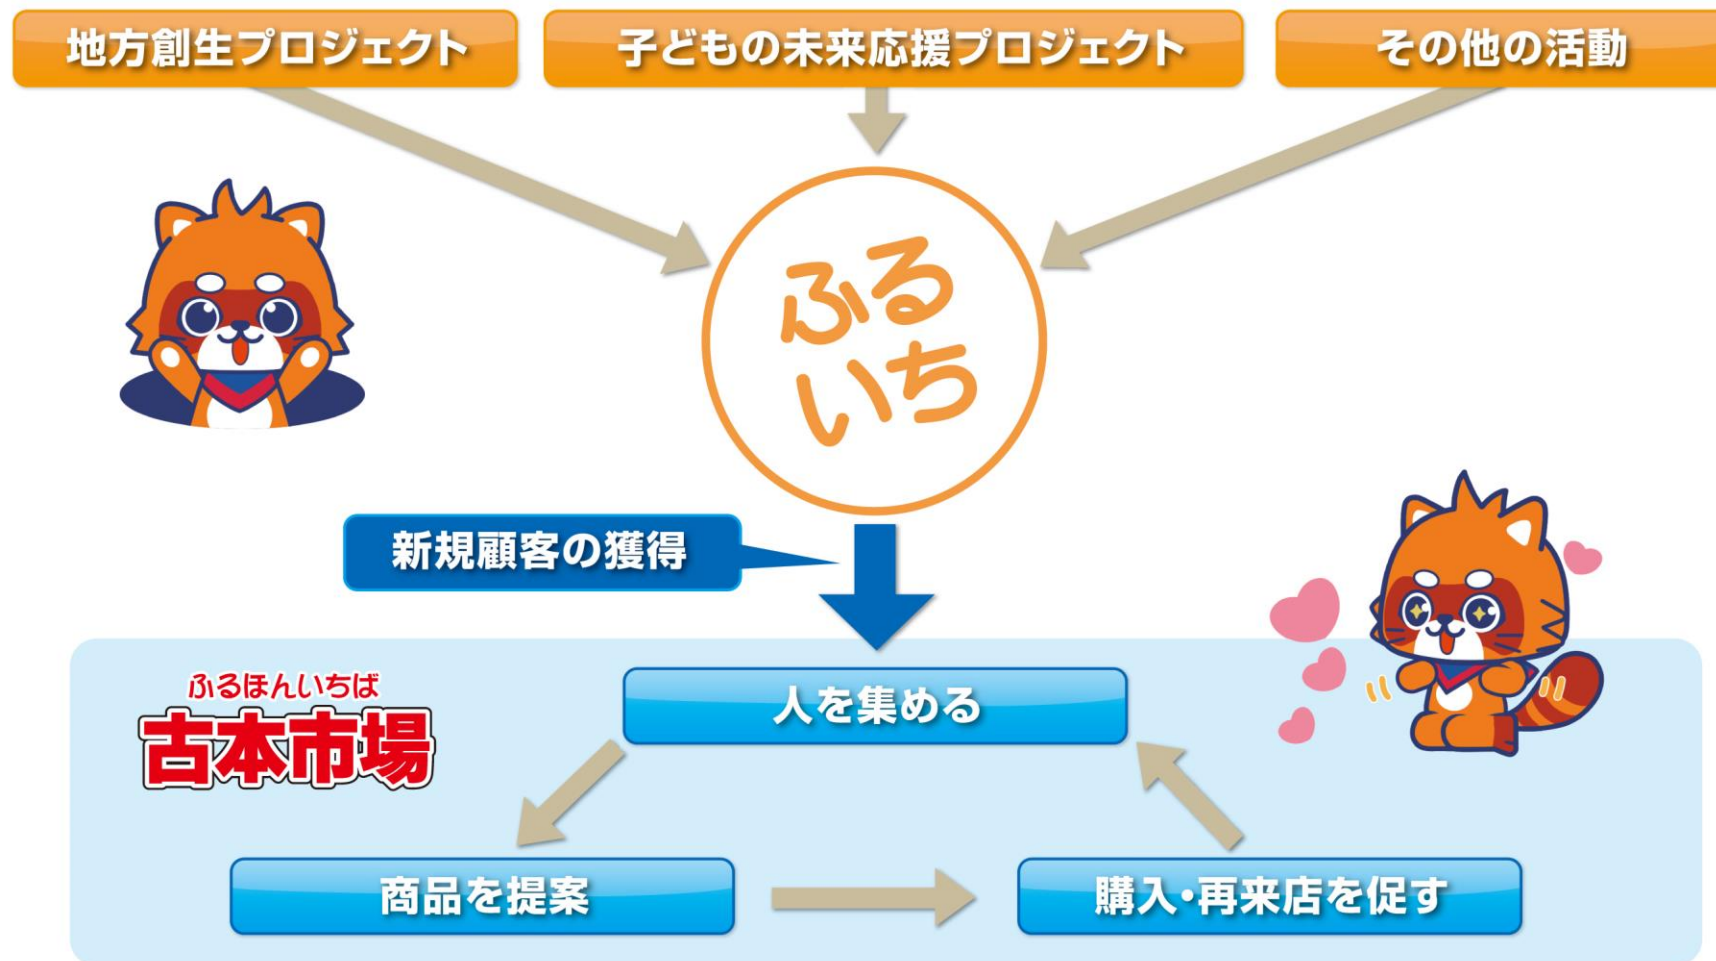 地方創生プロジェクト
子どもの未来応援プロジェクト
その他の活動
ふる
いち
新規顧客の獲得
ふるほんいちば
古本市場
人を集める
商品を提案
購入・再来店を促す